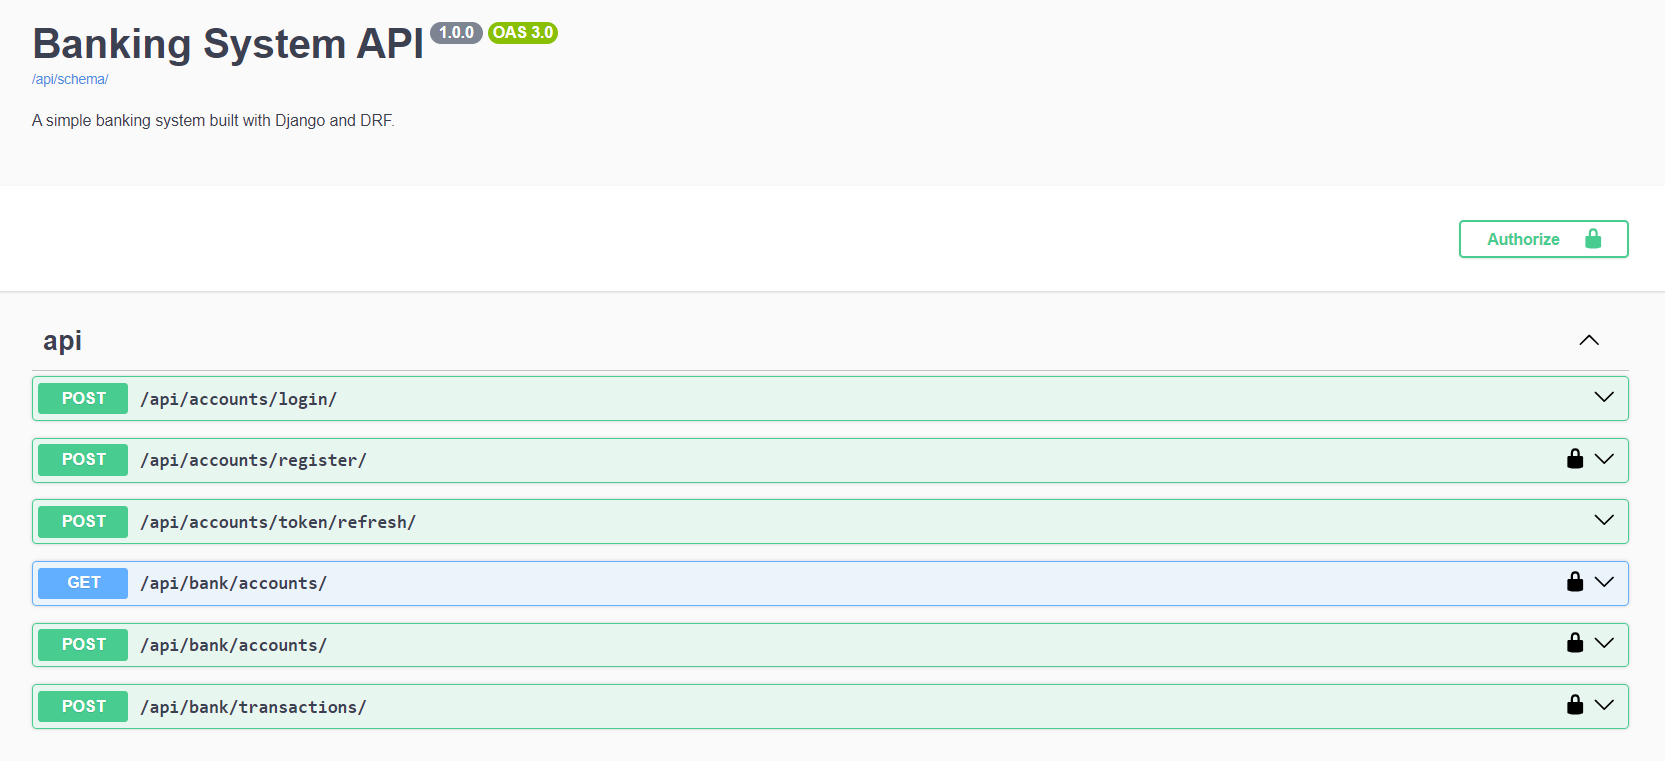 Banking System API 1.0.0 OAS 3.0
/api/schema/
A simple banking system built with Django and DRF.
Authorize
api
POST /api/accounts/login/
POST /api/accounts/register/
POST /api/accounts/token/refresh/
GET /api/bank/accounts/
POST /api/bank/accounts/
POST /api/bank/transactions/